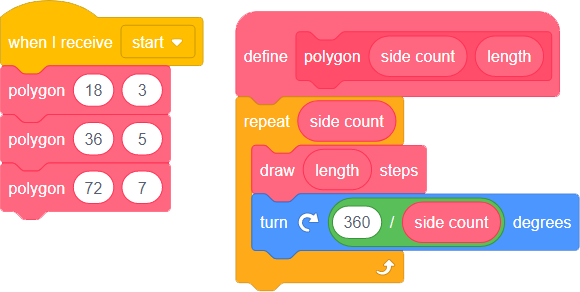 when I receive start
polygon 18 3
polygon 36 5
polygon 72 7
define polygon side count length
repeat side count
draw length steps
turn 360 / side count degrees